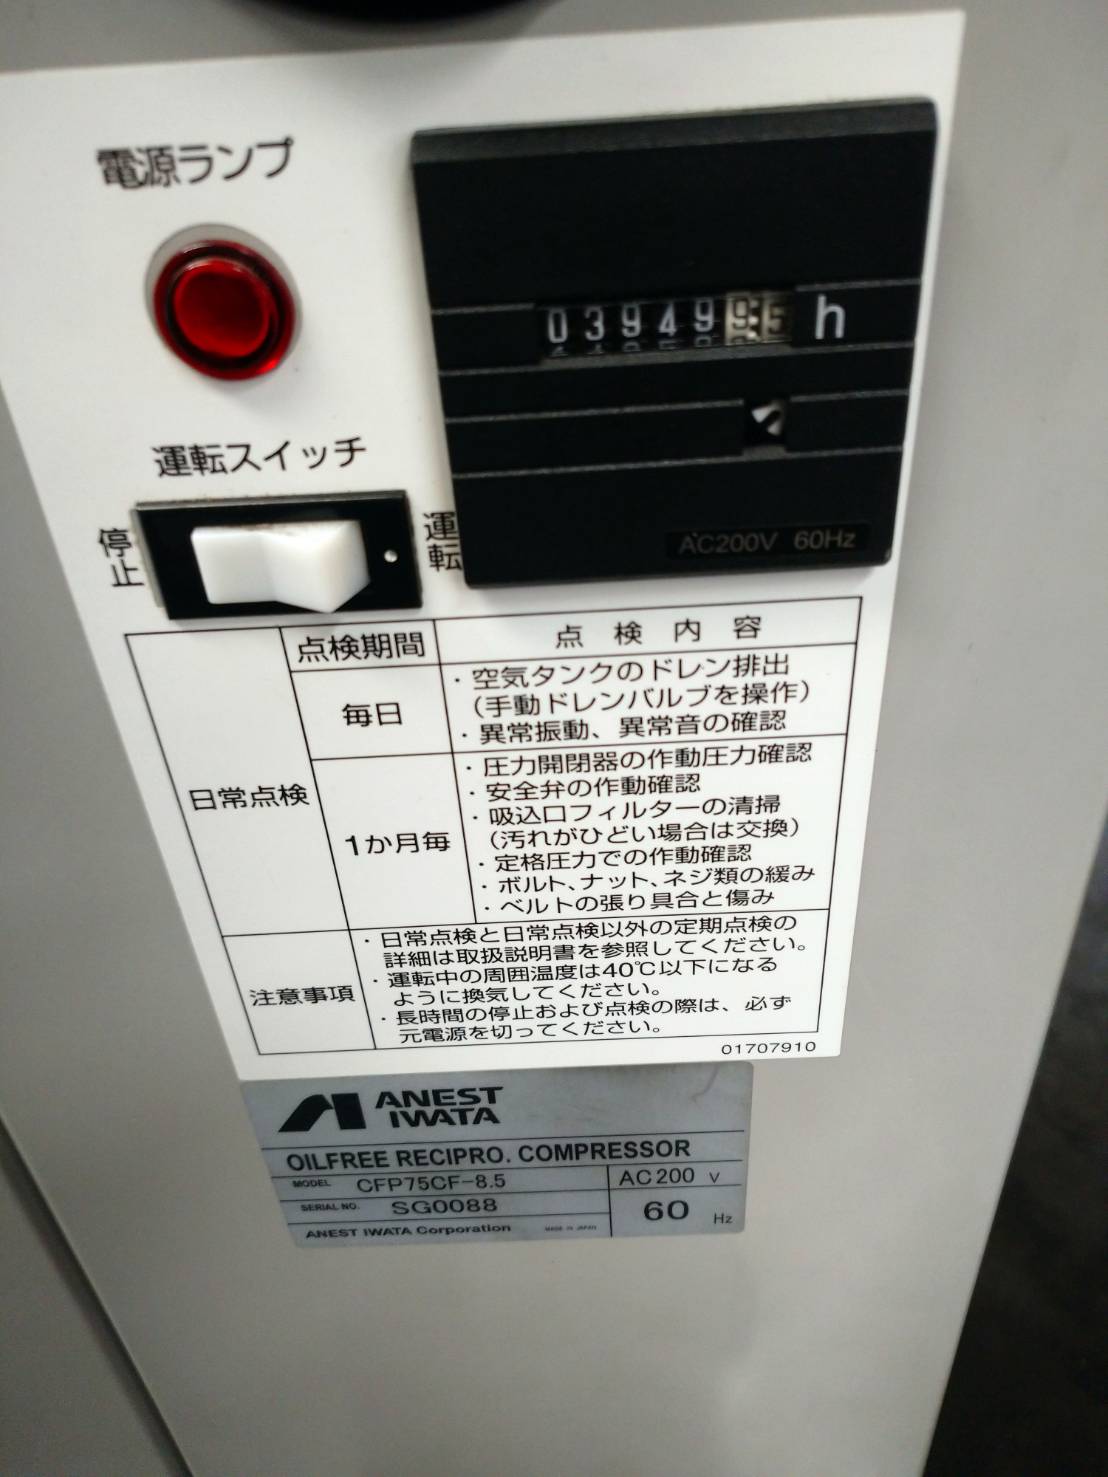 電源ランプ
03949 95 h
運転スイッチ
停止
運転
AC200V 60Hz
点検期間
点検内容
日常点検
毎日
・空気タンクのドレン排出
(手動ドレンバルブを操作)
・異常振動、異常音の確認
1か月毎
・圧力開閉器の作動圧力確認
・安全弁の作動確認
・吸込口フィルターの清掃
(汚れがひどい場合は交換)
・定格圧力での作動確認
・ボルト、ナット、ネジ類の緩み
・ベルトの張り具合と傷み
注意事項
・日常点検と日常点検以外の定期点検の
詳細は取扱説明書を参照してください。
・運転中の周囲温度は40℃以下になる
ように換気してください。
・長時間の停止および点検の際は、必ず
元電源を切ってください。
01707910
ANEST
IWATA
OILFREE RECIPRO. COMPRESSOR
MODEL CFP75CF-8.5
AC200 V
SERIAL NO. SG0088
60 Hz
ANEST IWATA Corporation
MADE IN JAPAN